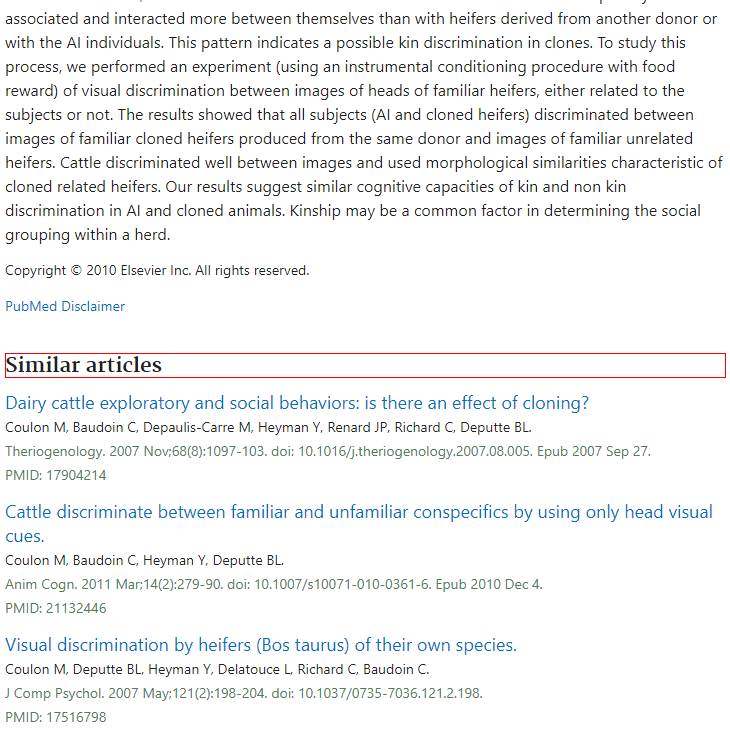 associated and interacted more between themselves than with heifers derived from another donor or
with the AI individuals. This pattern indicates a possible kin discrimination in clones. To study this
process, we performed an experiment (using an instrumental conditioning procedure with food
reward) of visual discrimination between images of heads of familiar heifers, either related to the
subjects or not. The results showed that all subjects (AI and cloned heifers) discriminated between
images of familiar cloned heifers produced from the same donor and images of familiar unrelated
heifers. Cattle discriminated well between images and used morphological similarities characteristic of
cloned related heifers. Our results suggest similar cognitive capacities of kin and non kin
discrimination in AI and cloned animals. Kinship may be a common factor in determining the social
grouping within a herd.
Copyright © 2010 Elsevier Inc. All rights reserved.
PubMed Disclaimer
Similar articles
Dairy cattle exploratory and social behaviors: is there an effect of cloning?
Coulon M, Baudoin C, Depaulis-Carre M, Heyman Y, Renard JP, Richard C, Deputte BL.
Theriogenology. 2007 Nov;68(8):1097-103. doi: 10.1016/j.theriogenology.2007.08.005. Epub 2007 Sep 27.
PMID: 17904214
Cattle discriminate between familiar and unfamiliar conspecifics by using only head visual
cues.
Coulon M, Baudoin C, Heyman Y, Deputte BL.
Anim Cogn. 2011 Mar;14(2):279-90. doi: 10.1007/s10071-010-0361-6. Epub 2010 Dec 4.
PMID: 21132446
Visual discrimination by heifers (Bos taurus) of their own species.
Coulon M, Deputte BL, Heyman Y, Delatouce L, Richard C, Baudoin C.
J Comp Psychol. 2007 May;121(2):198-204. doi: 10.1037/0735-7036.121.2.198.
PMID: 17516798